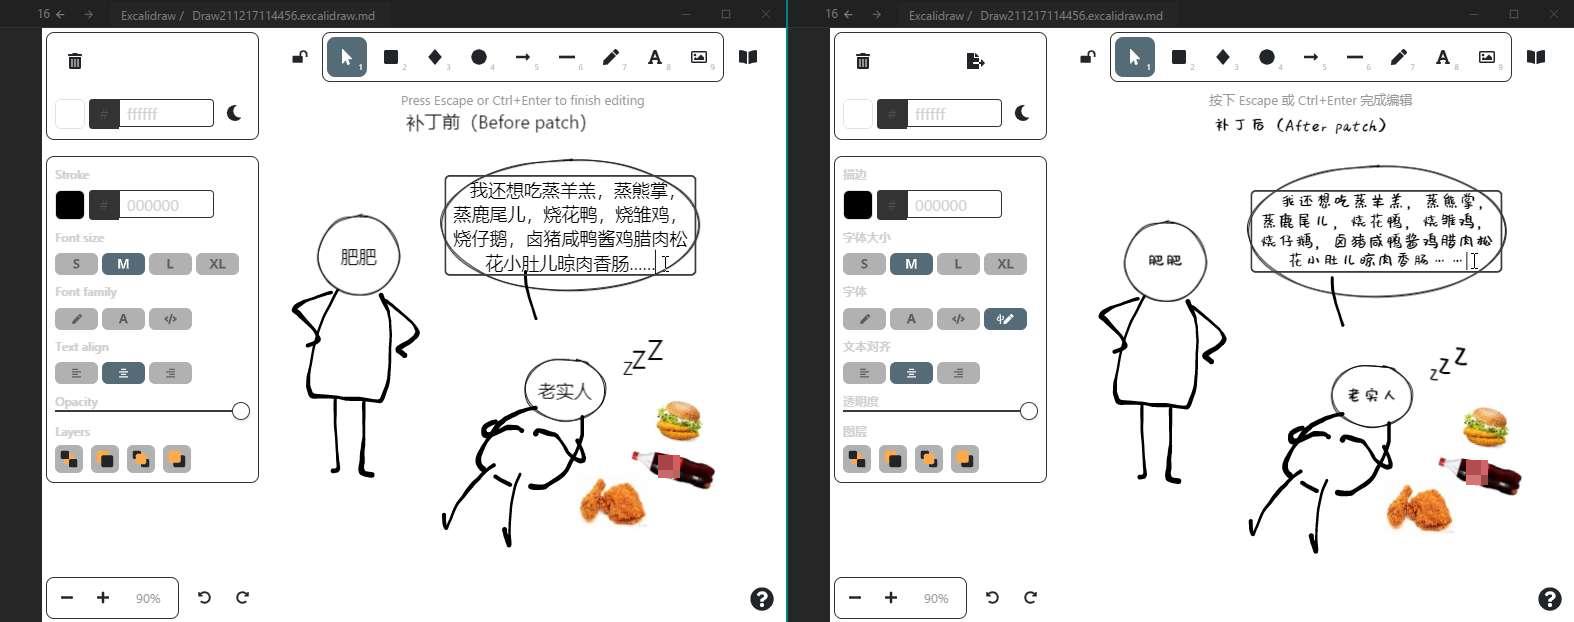 16 Excalidraw / Draw211217114456.excalidraw.md
1 2 3 4 5 6 7 8 9
A
# ffffff
Press Escape or Ctrl+Enter to finish editing
补丁前（Before patch）
Stroke
# 000000
Font size
S M L XL
Font family
A </>
Text align
Opacity
Layers
我还想吃蒸羊羔，蒸熊掌，
蒸鹿尾儿，烧花鸭，烧雏鸡，
烧仔鹅，卤猪咸鸭酱鸡腊肉松
花小肚儿晾肉香肠......
肥肥
zZZ
老实人
90%
?
16 Excalidraw / Draw211217114456.excalidraw.md
1 2 3 4 5 6 7 8 9
A
# ffffff
按下 Escape 或 Ctrl+Enter 完成编辑
补丁后（After patch）
描边
# 000000
字体大小
S M L XL
字体
A </> 中
文本对齐
透明度
图层
我还想吃蒸羊羔，蒸熊掌，
蒸鹿尾儿，烧花鸭，烧雏鸡，
烧仔鹅，卤猪咸鸭酱鸡腊肉松
花小肚儿晾肉香肠……
肥肥
zZZ
老实人
90%
?